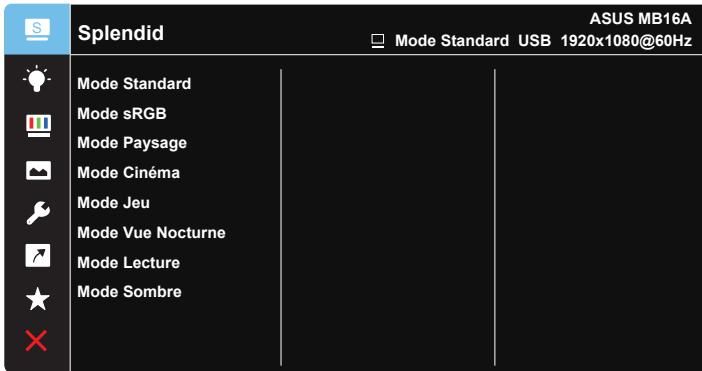 S
Splendid
ASUS MB16A
Mode Standard USB 1920x1080@60Hz
Mode Standard
Mode sRGB
Mode Paysage
Mode Cinéma
Mode Jeu
Mode Vue Nocturne
Mode Lecture
Mode Sombre